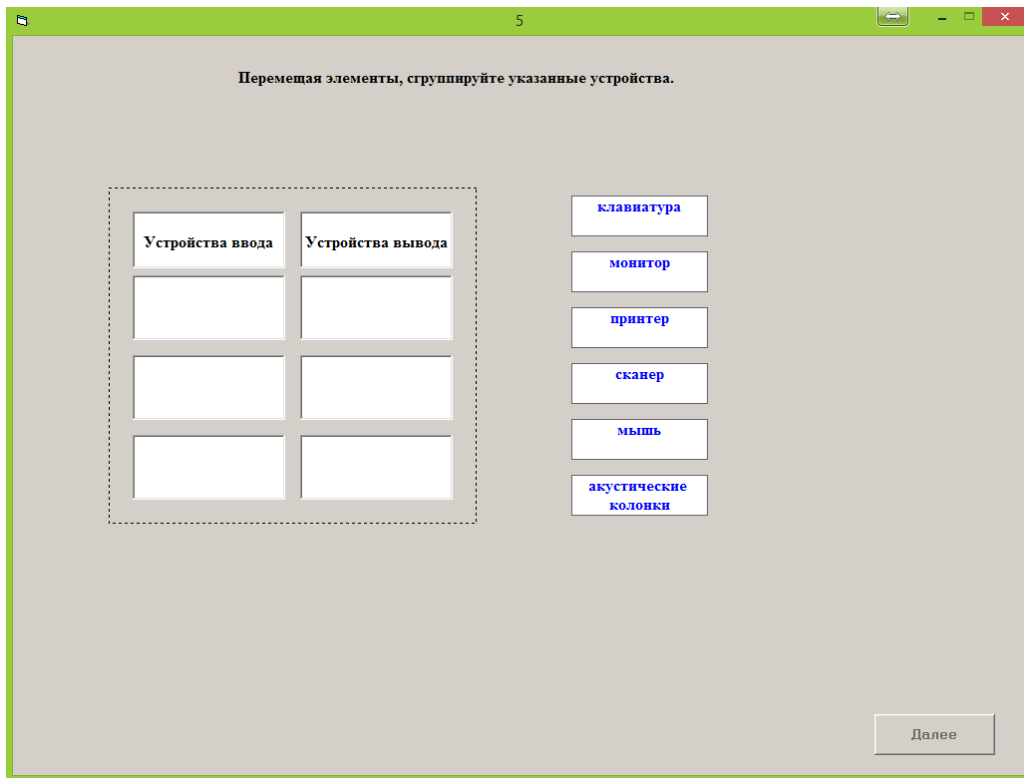 5
Перемещая элементы, сгруппируйте указанные устройства.
Устройства ввода
Устройства вывода
клавиатура
монитор
принтер
сканер
мышь
акустические
колонки
Далее